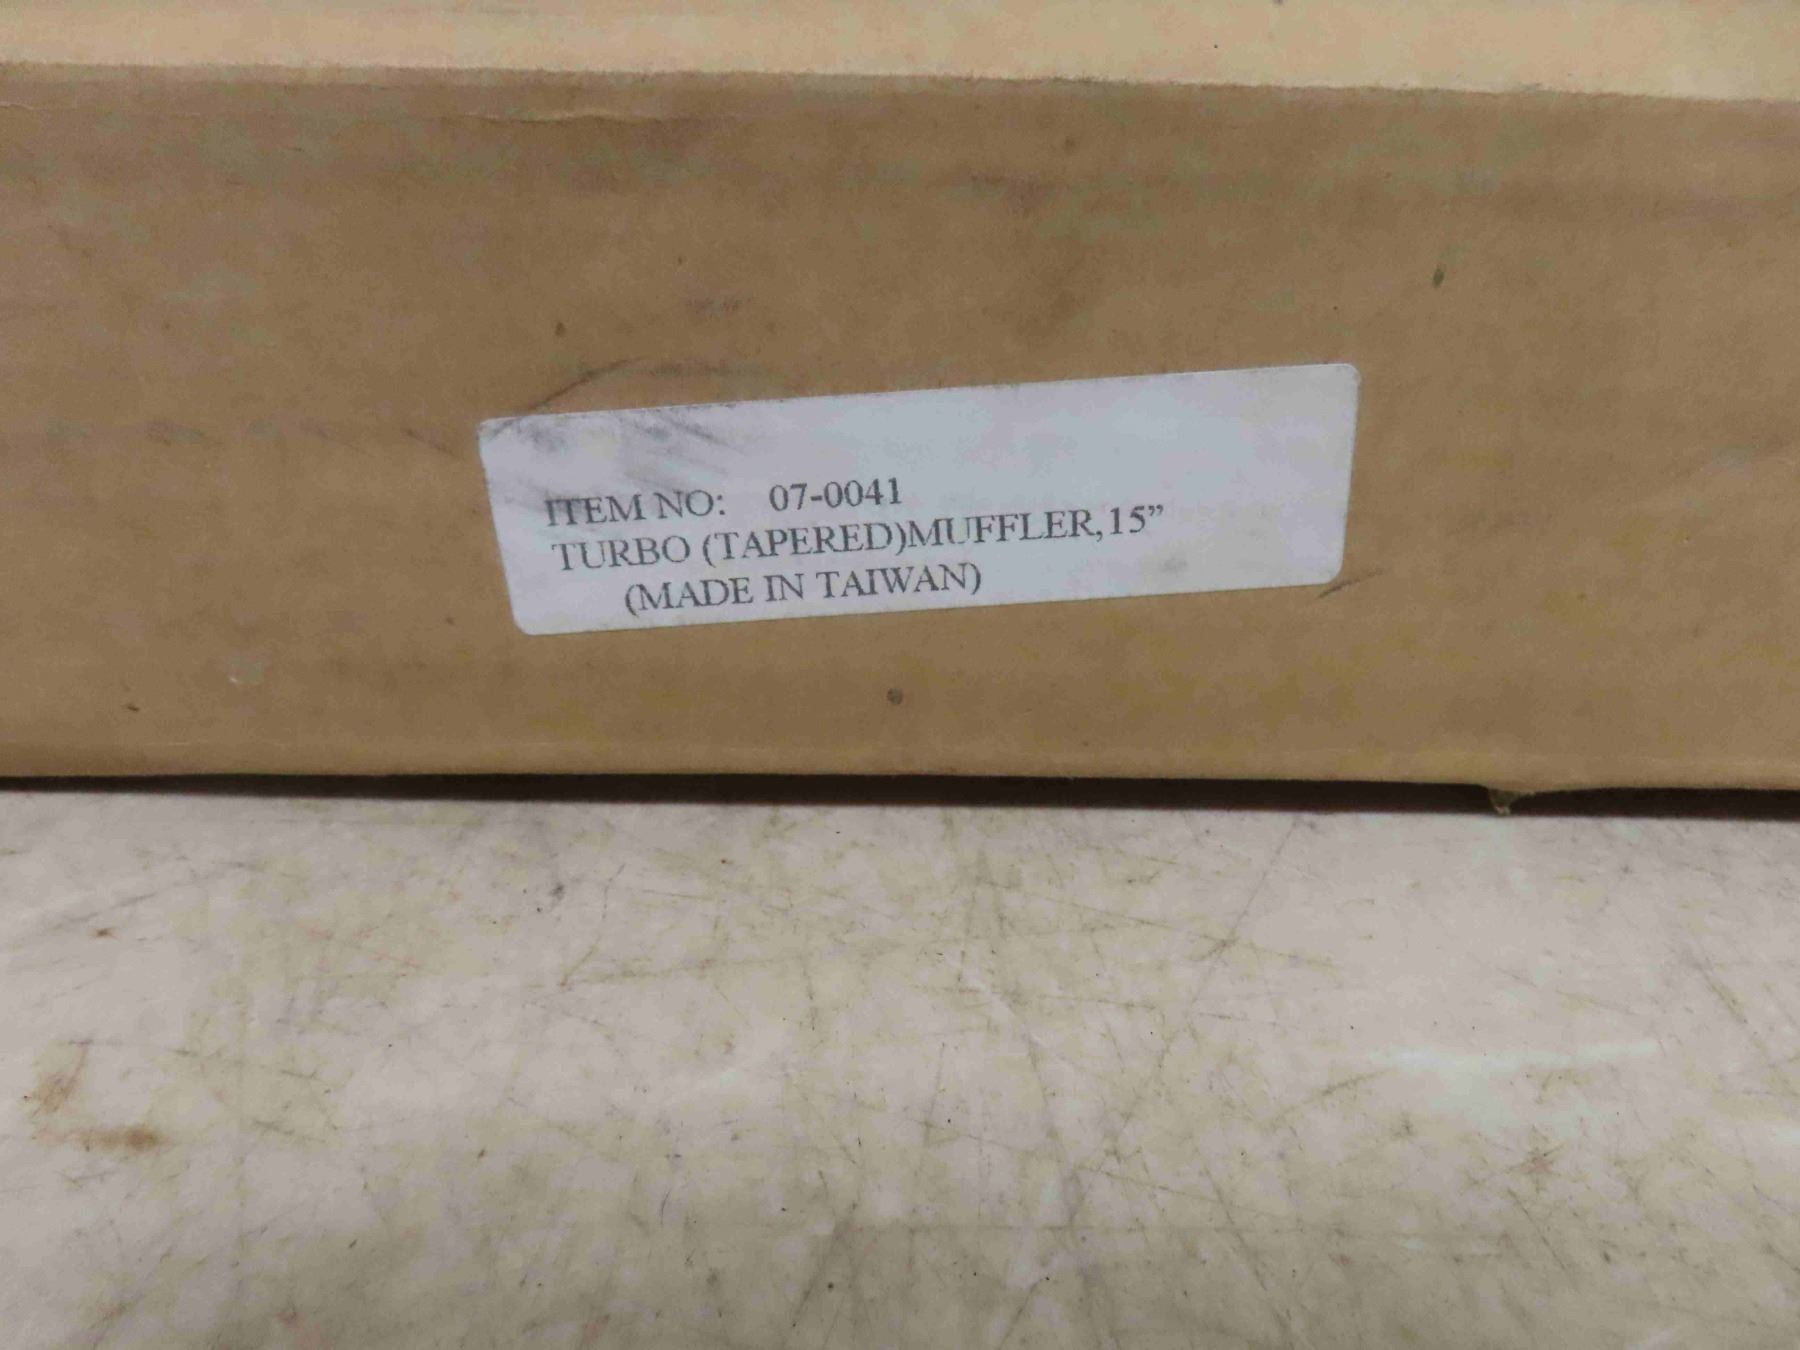 ITEM NO: 07-0041
TURBO (TAPERED)MUFFLER,15”
(MADE IN TAIWAN)